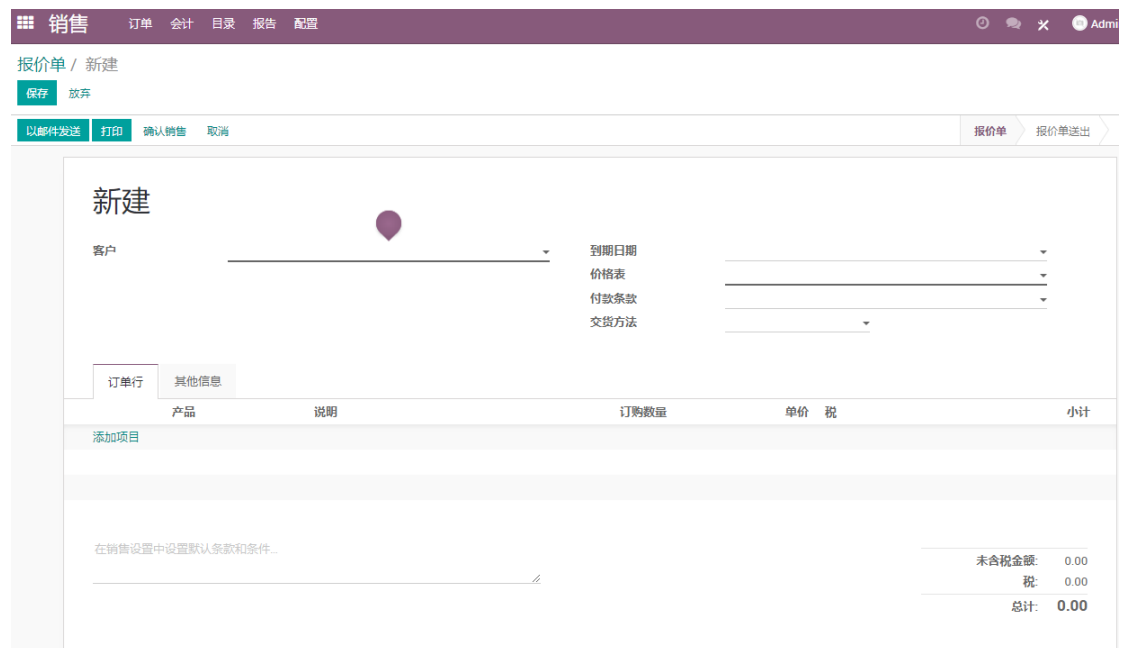 销售 订单 会计 目录 报告 配置 Admi
报价单 / 新建
保存 放弃
以邮件发送 打印 确认销售 取消 报价单 报价单送出
新建
客户 到期日期
价格表
付款条款
交货方法
订单行 其他信息
产品 说明 订购数量 单价 税 小计
添加项目
在销售设置中设置默认条款和条件...
未含税金额: 0.00
税: 0.00
总计: 0.00